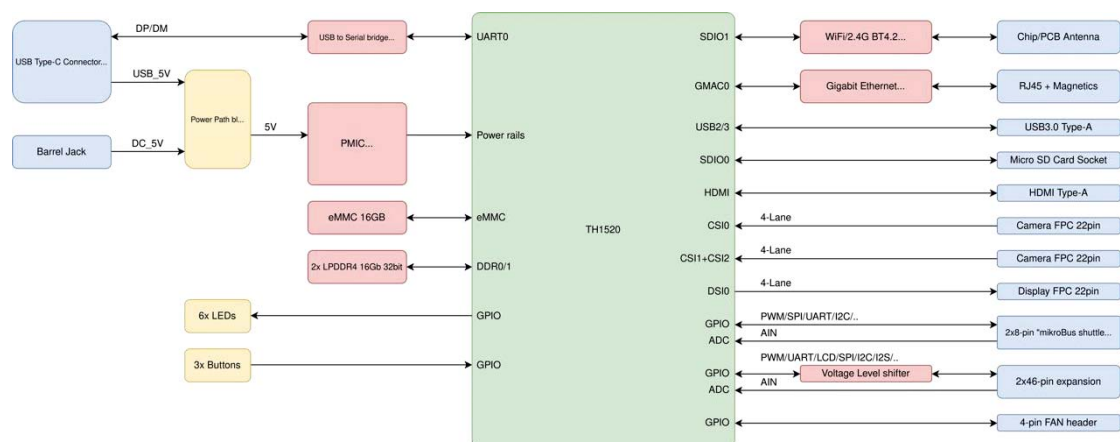 DP/DM
USB to Serial bridge...
UART0
USB Type-C Connector...
USB_5V
Power Path bl...
5V
PMIC...
Power rails
Barrel Jack
DC_5V
eMMC 16GB
eMMC
2x LPDDR4 16Gb 32bit
DDR0/1
6x LEDs
GPIO
3x Buttons
GPIO
TH1520
SDIO1
WiFi/2.4G BT4.2...
Chip/PCB Antenna
GMAC0
Gigabit Ethernet...
RJ45 + Magnetics
USB2/3
USB3.0 Type-A
SDIO0
Micro SD Card Socket
HDMI
HDMI Type-A
CSI0
4-Lane
Camera FPC 22pin
CSI1+CSI2
4-Lane
Camera FPC 22pin
DSI0
4-Lane
Display FPC 22pin
GPIO
PWM/SPI/UART/I2C/..
ADC
AIN
2x8-pin "mikroBus shuttle...
GPIO
PWM/UART/LCD/SPI/I2C/I2S/..
Voltage Level shifter
ADC
AIN
2x46-pin expansion
GPIO
4-pin FAN header